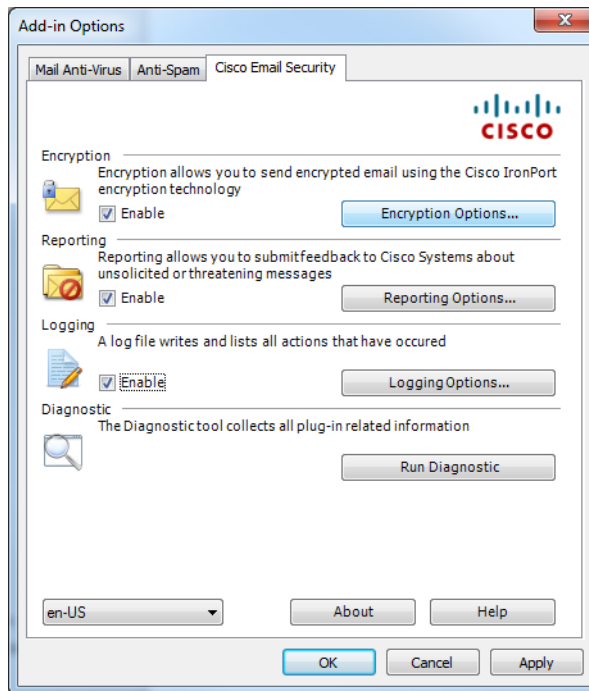 Add-in Options
Mail Anti-Virus Anti-Spam Cisco Email Security
CISCO
Encryption
Encryption allows you to send encrypted email using the Cisco IronPort
encryption technology
Enable Encryption Options...
Reporting
Reporting allows you to submitfeedback to Cisco Systems about
unsolicited or threatening messages
Enable Reporting Options...
Logging
A log file writes and lists all actions that have occured
Enable Logging Options...
Diagnostic
The Diagnostic tool collects all plug-in related information
Run Diagnostic
en-US About Help
OK Cancel Apply